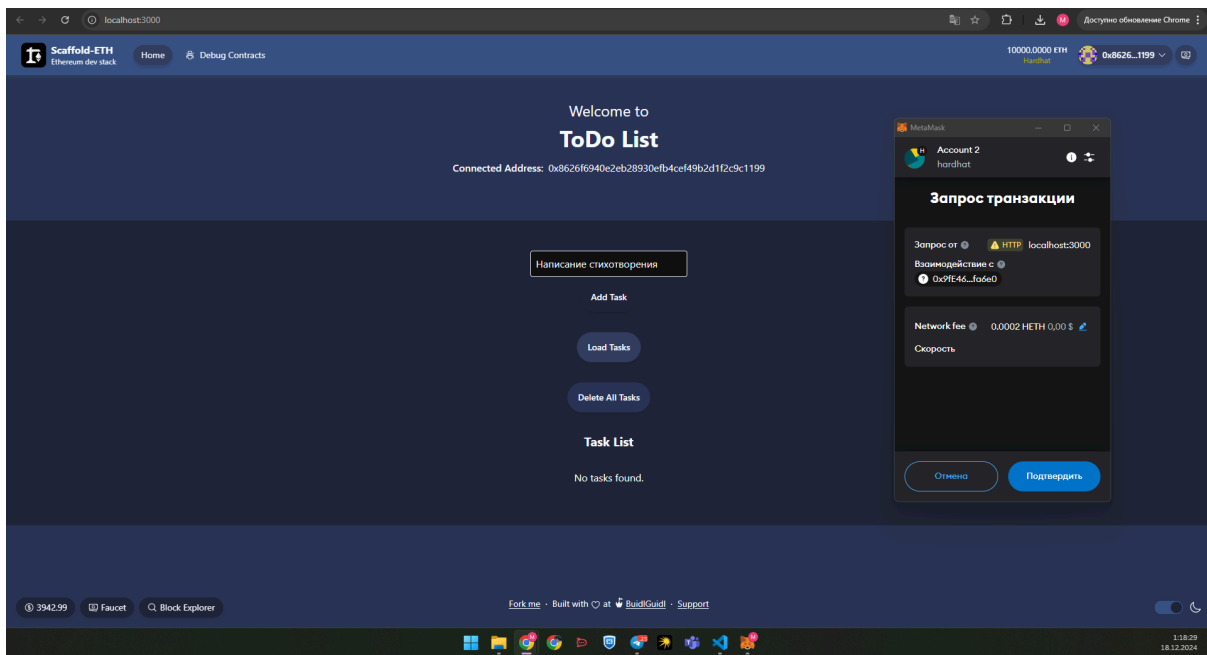 localhost:3000
Доступно обновление Chrome
Scaffold-ETH
Ethereum dev stack
Home
Debug Contracts
10000.0000 ETH
Hardhat
0x8626...1199
Welcome to
ToDo List
Connected Address: 0x8626f6940e2eb28930efb4cef49b2d1f2c9c1199
Написание стихотворения
Add Task
Load Tasks
Delete All Tasks
Task List
No tasks found.
MetaMask
H
Account 2
hardhat
Запрос транзакции
Запрос от
HTTP localhost:3000
Взаимодействие с
0x9fE46...fa6e0
Network fee
0.0002 HETH 0,00 $
Скорость
Отмена
Подтвердить
$ 3942.99
Faucet
Block Explorer
Fork me · Built with ♡ at BuidlGuidl · Support
1:18:29
18.12.2024